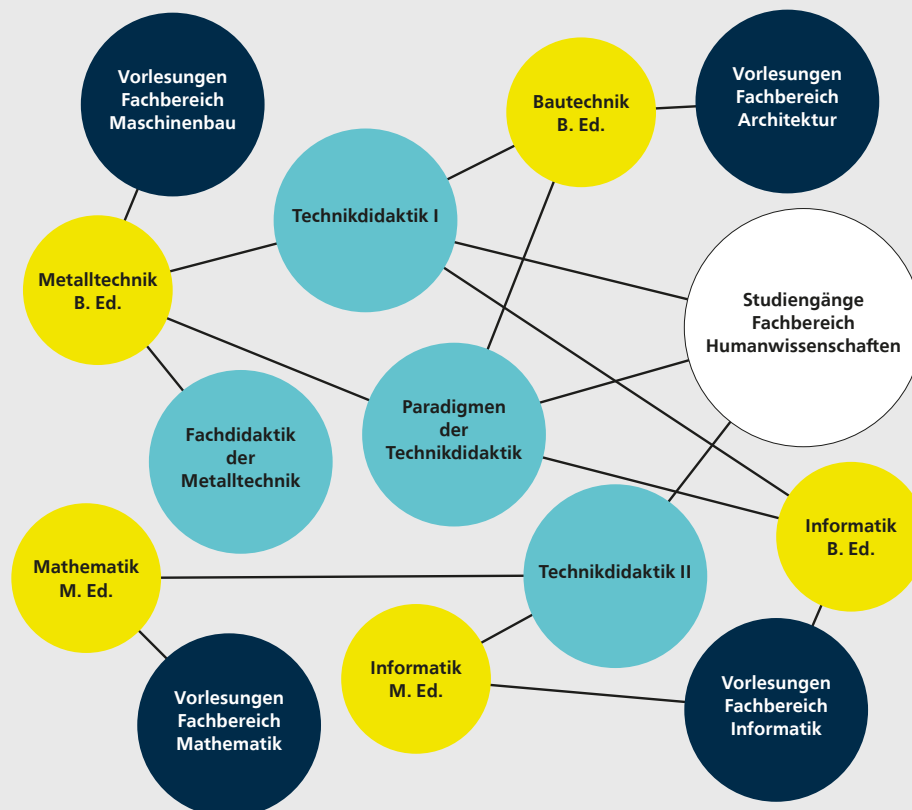 Vorlesungen
Fachbereich
Maschinenbau
Bautechnik
B. Ed.
Vorlesungen
Fachbereich
Architektur
Technikdidaktik I
Metalltechnik
B. Ed.
Studiengänge
Fachbereich
Humanwissenschaften
Paradigmen
der
Technikdidaktik
Fachdidaktik
der
Metalltechnik
Informatik
B. Ed.
Mathematik
M. Ed.
Technikdidaktik II
Informatik
M. Ed.
Vorlesungen
Fachbereich
Mathematik
Vorlesungen
Fachbereich
Informatik